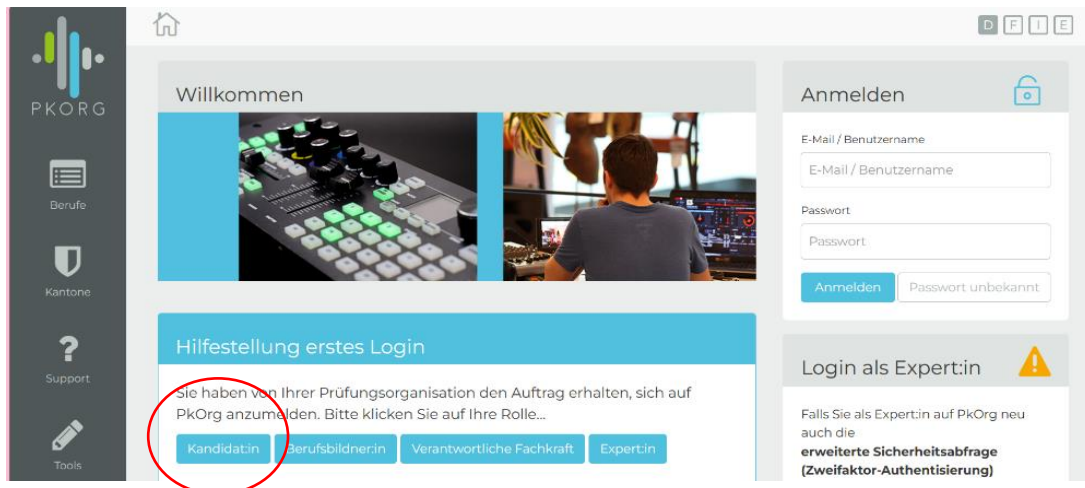 PKORG
Berufe
Kantone
Support
Tools
D F I E
Willkommen
Hilfestellung erstes Login
Sie haben von Ihrer Prüfungsorganisation den Auftrag erhalten, sich auf
PkOrg anzumelden. Bitte klicken Sie auf Ihre Rolle...
Kandidat:in Berufsbildner:in Verantwortliche Fachkraft Expert:in
Anmelden
E-Mail / Benutzername
E-Mail / Benutzername
Passwort
Passwort
Anmelden Passwort unbekannt
Login als Expert:in
Falls Sie als Expert:in auf PkOrg neu
auch die
erweiterte Sicherheitsabfrage
(Zweifaktor-Authentisierung)